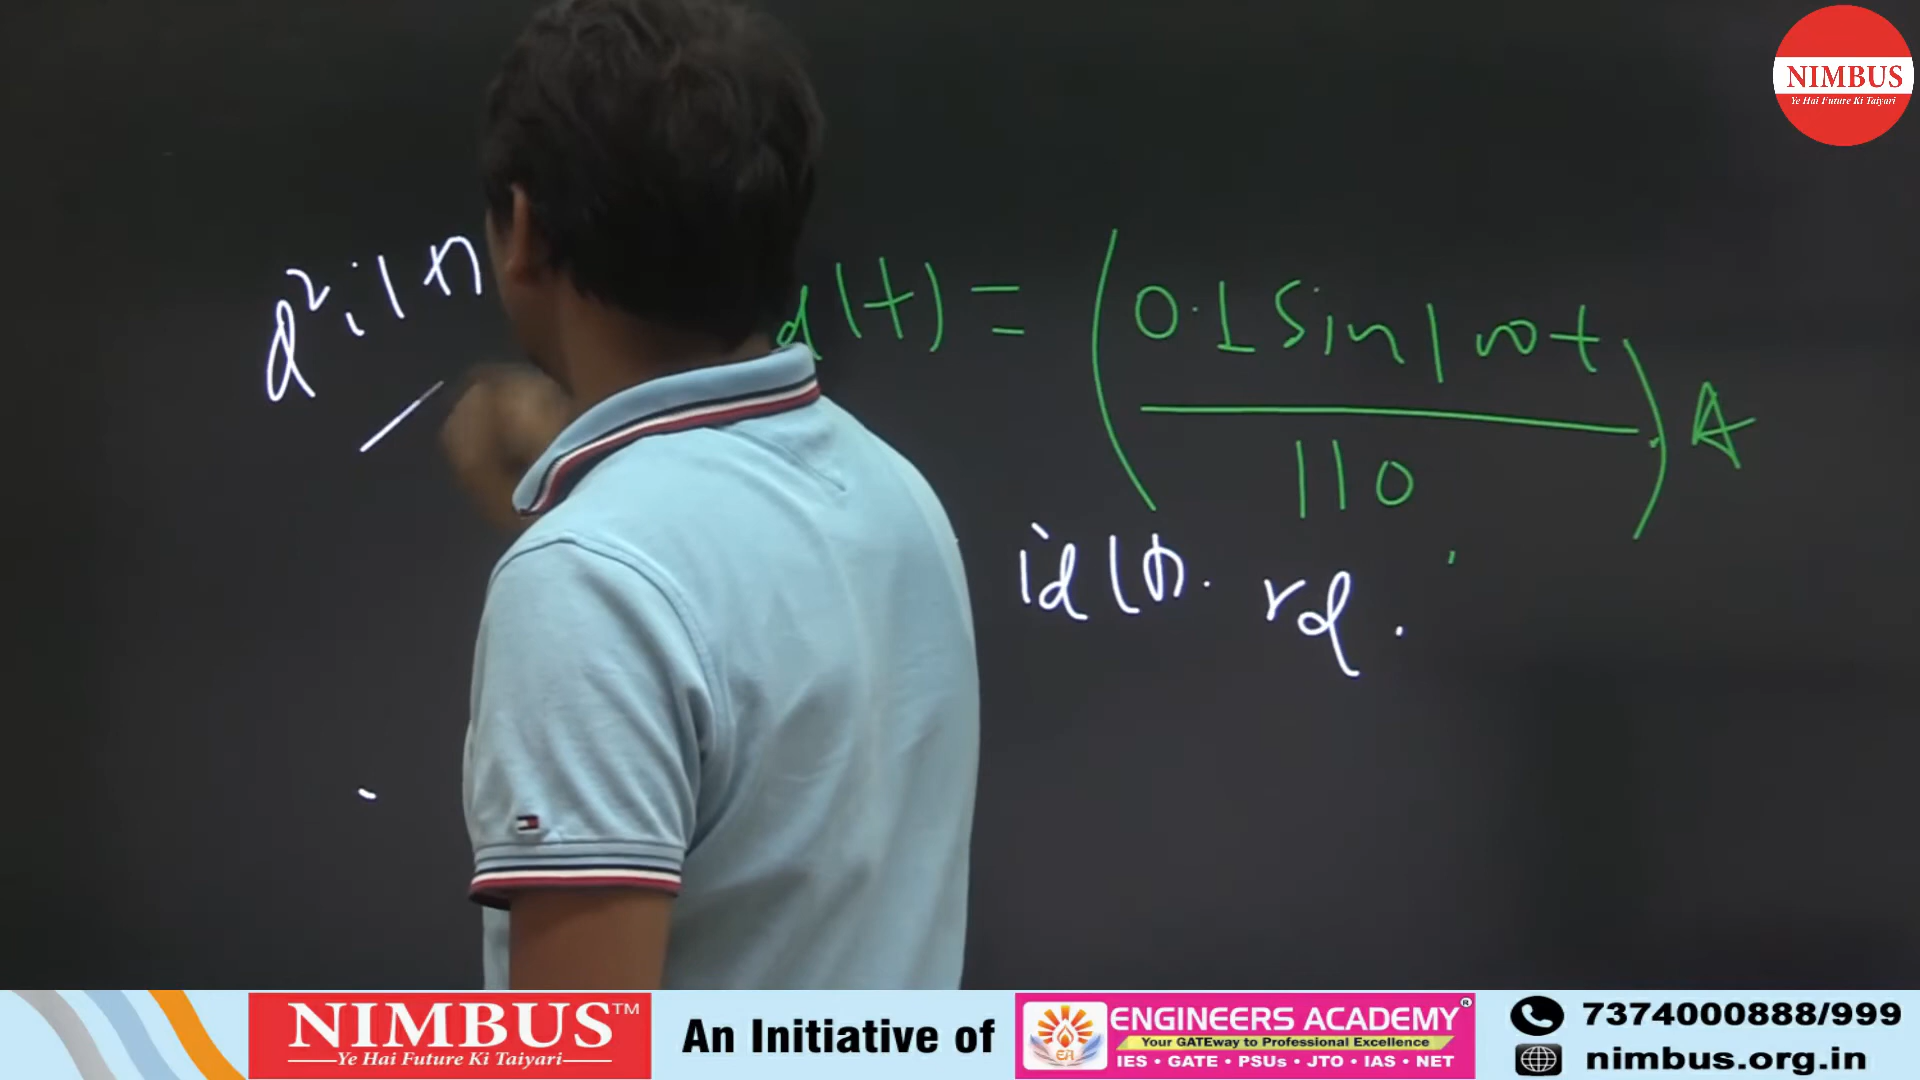 NIMBUS
Ye Hai Future Ki Taiyari
d(t) = (0.1 Sin 100t / 110) A
d²i(t)
id(t). rd.
NIMBUS™
Ye Hai Future Ki Taiyari
An Initiative of
ENGINEERS ACADEMY®
Your GATEway to Professional Excellence
IES • GATE • PSUs • JTO • IAS • NET
EA
7374000888/999
nimbus.org.in